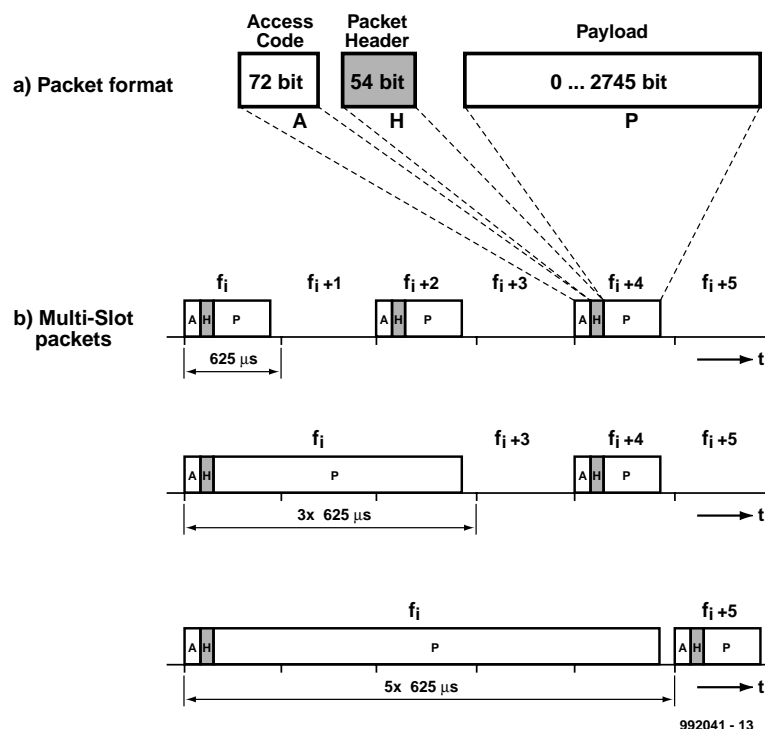 Access Code
Packet Header
Payload
a) Packet format
72 bit
54 bit
0 ... 2745 bit
A
H
P
b) Multi-Slot packets
fi
fi+1
fi+2
fi+3
fi+4
fi+5
A H P
A H P
A H P
625 µs
t
fi
fi+3
fi+4
fi+5
A H P
A H P
3x 625 µs
t
fi
fi+5
A H P
A H P
5x 625 µs
t
992041 - 13